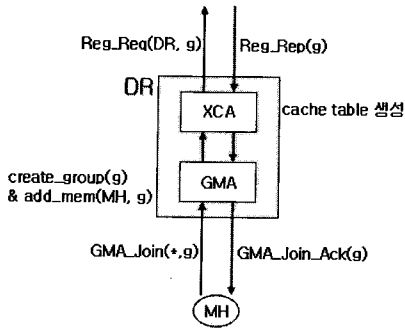 Reg_Req(DR, g)
Reg_Rep(g)
DR
XCA
cache table 생성
create_group(g)
& add_mem(MH, g)
GMA
GMA_Join(*,g)
GMA_Join_Ack(g)
MH